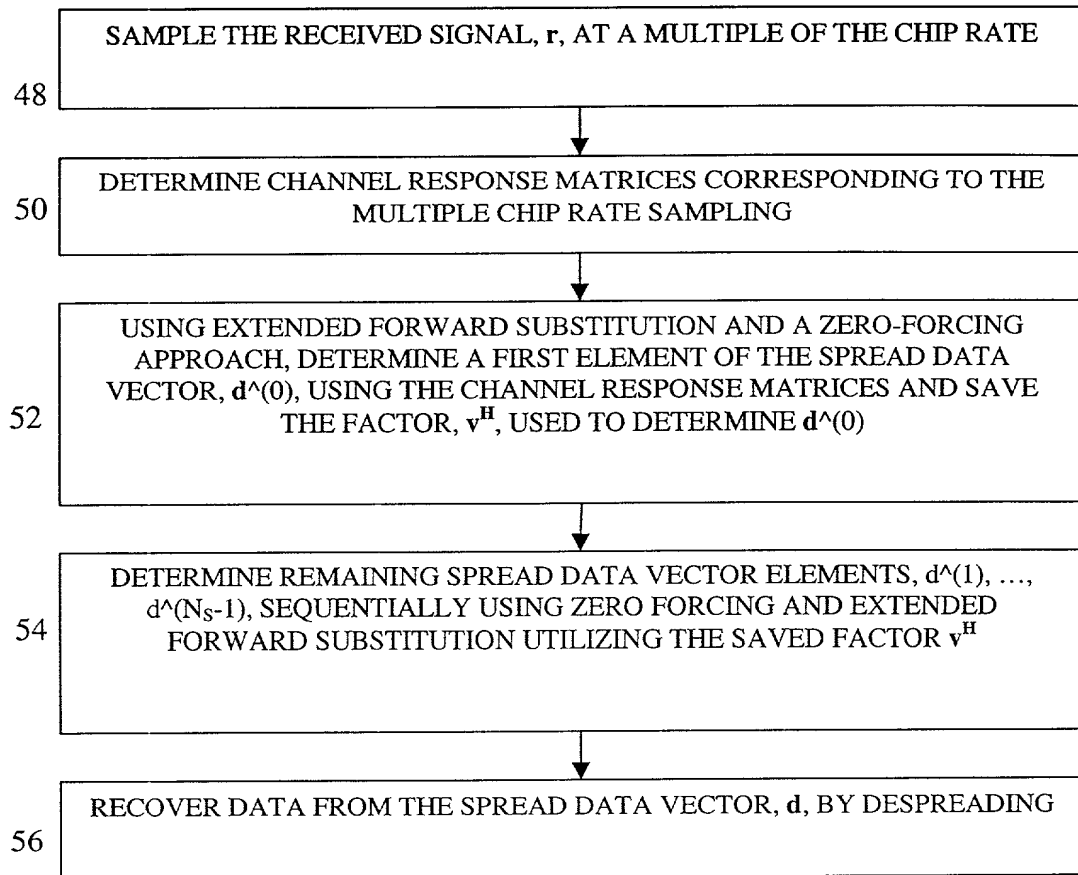 SAMPLE THE RECEIVED SIGNAL, r, AT A MULTIPLE OF THE CHIP RATE
48
DETERMINE CHANNEL RESPONSE MATRICES CORRESPONDING TO THE
MULTIPLE CHIP RATE SAMPLING
50
USING EXTENDED FORWARD SUBSTITUTION AND A ZERO-FORCING
APPROACH, DETERMINE A FIRST ELEMENT OF THE SPREAD DATA
VECTOR, d^(0), USING THE CHANNEL RESPONSE MATRICES AND SAVE
THE FACTOR, v^H, USED TO DETERMINE d^(0)
52
DETERMINE REMAINING SPREAD DATA VECTOR ELEMENTS, d^(1), ...,
d^(N_S-1), SEQUENTIALLY USING ZERO FORCING AND EXTENDED
FORWARD SUBSTITUTION UTILIZING THE SAVED FACTOR v^H
54
RECOVER DATA FROM THE SPREAD DATA VECTOR, d, BY DESPREADING
56